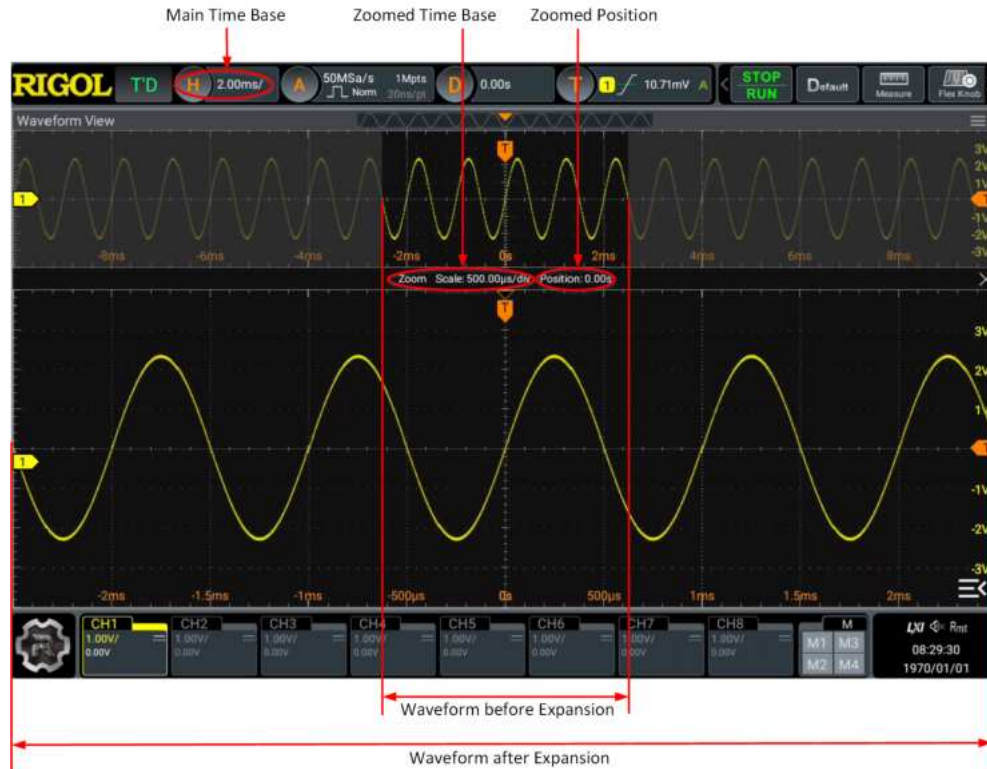 Main Time Base Zoomed Time Base Zoomed Position
RIGOL T'D H 2.00ms/ A 50MSa/s 1Mpts D 0.00s T 1 10.71mV A STOP Default
Norm 20ns/pt RUN Measure Flex Knob
Waveform View
T
3V
2V
1V
1 T
-1V
-2V
-3V
-8ms -6ms -4ms -2ms 0s 2ms 4ms 6ms 8ms
Zoom Scale: 500.00μs/div Position: 0.00s
T
3V
2V
1
1 T
-1V
-2V
-3V
-2ms -1.5ms -1ms -500μs 0s 500μs 1ms 1.5ms 2ms
CH1 CH2 CH3 CH4 CH5 CH6 CH7 CH8 M
1.00V/ 1.00V/ 1.00V/ 1.00V/ 1.00V/ 1.00V/ 1.00V/ 1.00V/ M1 M3 LXI Rmt
0.00V 0.00V 0.00V 0.00V 0.00V 0.00V 0.00V 0.00V M2 M4 08:29:30
1970/01/01
Waveform before Expansion
Waveform after Expansion